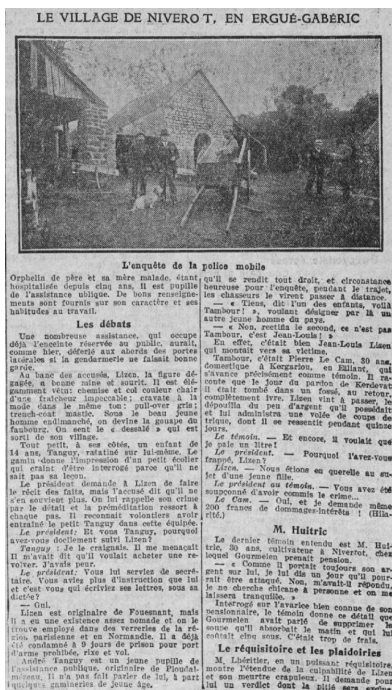 LE VILLAGE DE NIVERO T, EN ERGUÉ-GABÉRIC
L'enquête de la police mobile
Orphelin de père et sa mère malade, étant
hospitalisée depuis cinq ans, il est pupille
de l'assistance ublique. De bons renseigne-
ments sont fournis sur son caractère et ses
habitudes au travail.
Les débats
Une nombreuse assistance, qui occupe
déjà l'enceinte réservée au public, aurait,
comme hier, déferlé aux abords des portes
latérales si la gendarmerie ne faisait bonne
garde.
Au banc des accusés, Lizen, la figure dé-
gagée, a bonne mine et sourit. Il est élé-
gamment vêtu: chemise et col couleur chair
d'une fraîcheur impeccable; cravate à la
mode dans le même ton; pull-over gris;
trench-coat mastic. Sous le beau jeune
homme endimanché, on devine la gouape du
faubourg. On sent le « dessalé » qui est
sorti de son village.
Tout petit, à ses côtés, un enfant de
14 ans, Tanguy, ratatiné sur lui-même. Le
gamin donne l'impression d'un petit écolier
qui craint d'être interrogé parce qu'il ne
sait pas sa leçon.
Le président demande à Lizen de faire
le récit des faits, mais l'accusé dit qu'il ne
s'en souvient plus. On lui rappelle son crime
par le détail et la préméditation ressort à
chaque pas. Il reconnaît volontiers avoir
entraîné le petit Tanguy dans cette équipée.
Le président: Et vous Tanguy, pourquoi
avez-vous docilement suivi Lizen?
Tanguy: Je le craignais. Il me menaçait
Il m'avait dit qu'il voulait acheter une re-
volver. J'avais peur.
Le président: Vous lui serviez de secré-
taire. Vous aviez plus d'instruction que lui
et c'est vous qui écriviez ses lettres, sous sa
dictée?
— Oui.
Lizen est originaire de Fouesnant, mais
il a eu une existence assez nomade et on le
trouve employé dans des verreries de la ré-
gion parisienne et en Normandie. Il a déjà
été condamné à 9 jours de prison pour port
d'arme prohibée, rixe et vol.
André Tanguy est un jeune pupille de
l'assistance publique, originaire de
Il n'a pas fait parler de lui, à part
quelques gamineries de jeune âge.
qu'il se rendit tout droit, et circonstance
heureuse pour l'enquête, pendant le trajet,
les chasseurs le virent passer à distance.
— « Tiens, dit l'un des enfants, voilà
Tambour! », voulant désigner par là un
autre jeune homme du pays.
— « Non, rectifia le second, ce n'est pas
Tambour, c'est Jean-Louis! »
En effet, c'était bien Jean-Louis Lizen
qui montait vers sa victime.
Tambour, c'était Pierre Le Cam, 30 ans,
domestique à Kergarlou, en Elliant, qui
s'avance précisément comme témoin. Il ra-
conte que le jour du pardon de Kerdevot
il était tombé dans un fossé, au retour,
complètement ivre. Lizen vint à passer, le
dépouilla du peu d'argent qu'il possédait
et lui administra une volée de coups de
trique, dont il se ressentit pendant quinze
jours.
Le témoin. — Et encore, il voulait que
je paie un litre!
Le président. — Pourquoi l'avez-vous
frappé, Lizen?
Lizen. — Nous étions en querelle au su-
jet d'une jeune fille.
Le président au témoin. — Vous avez été
soupçonné d'avoir commis le crime...
Le Cam. — Oui, et je demande même
200 francs de dommages-intérêts! (Hila-
rité.)
M. Huitric
Le dernier témoin entendu est M. Hui-
tric, 30 ans, cultivateur à Nivertot, chez
lequel Gourmelen prenait pension.
— « Comme il portait toujours son ar-
gent sur lui, je lui dis un jour qu'il pour-
rait être attaqué. Non, m'avait-il répondu,
je ne cherche chicane à personne et on me
laissera tranquille. »
Interrogé sur l'avarice bien connue de son
pensionnaire, le témoin donne ce détail que
Gourmelen avait parlé de supprimer le
sonce qu'il absorbait le matin et qui lui
coûtait cinq sous. C'était trop de frais.
Le réquisitoire et les plaidoiries
M. Lhéritier, en un puissant réquisitoire,
montre l'étendue de la culpabilité de Lizen
et son meurtre crapuleux. Il demande pour
lui un verdict dont la pitié sera